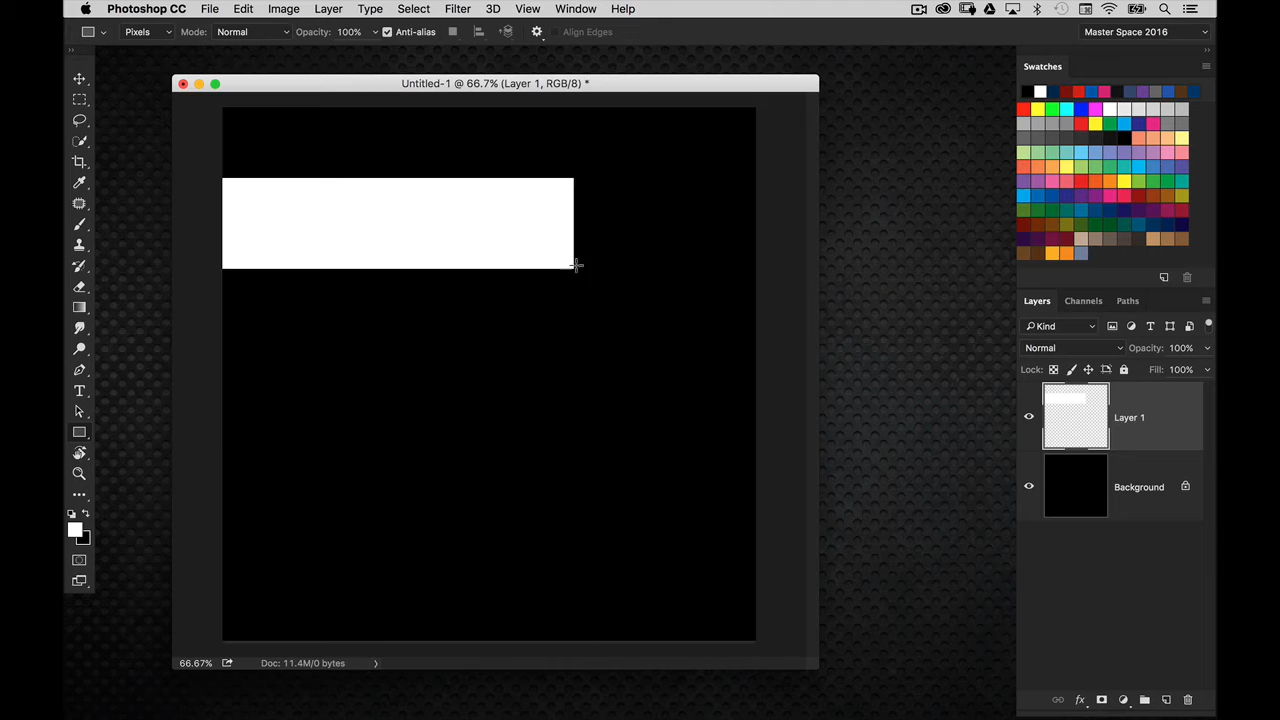 Photoshop CC File Edit Image Layer Type Select Filter 3D View Window Help
Pixels Mode: Normal Opacity: 100% Anti-alias Align Edges Master Space 2016
Untitled-1 @ 66.7% (Layer 1, RGB/8) *
Swatches
Layers Channels Paths
Kind
Normal Opacity: 100%
Lock: Fill: 100%
Layer 1
Background
66.67% Doc: 11.4M/0 bytes